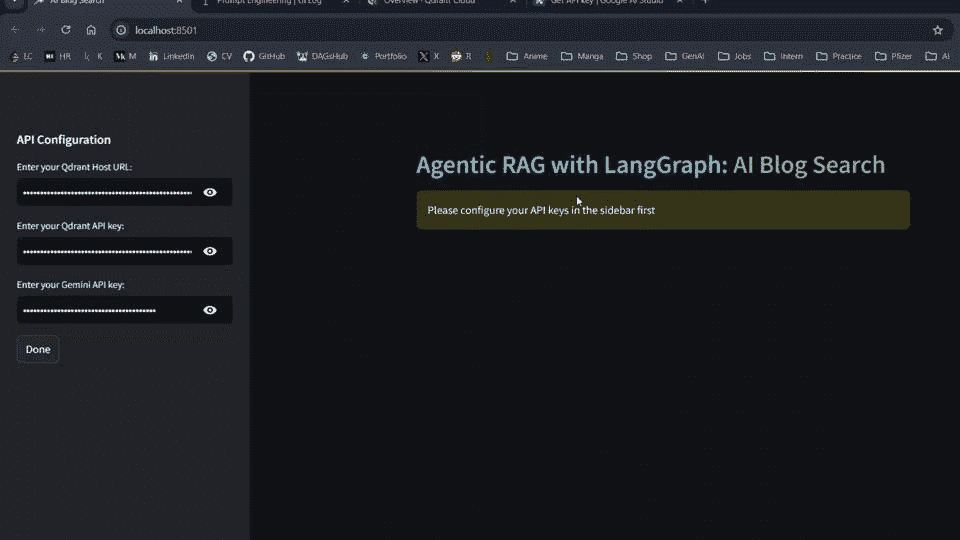 AI Blog Search
Prompt Engineering | Lil'Log
Overview - Qdrant Cloud
Get API key | Google AI Studio
localhost:8501
LC HR K M LinkedIn CV GitHub DAGsHub Portfolio X R Anime Manga Shop GenAI Jobs Intern Practice Pfizer AI
API Configuration
Enter your Qdrant Host URL:
Enter your Qdrant API key:
Enter your Gemini API key:
Done
Agentic RAG with LangGraph: AI Blog Search
Please configure your API keys in the sidebar first